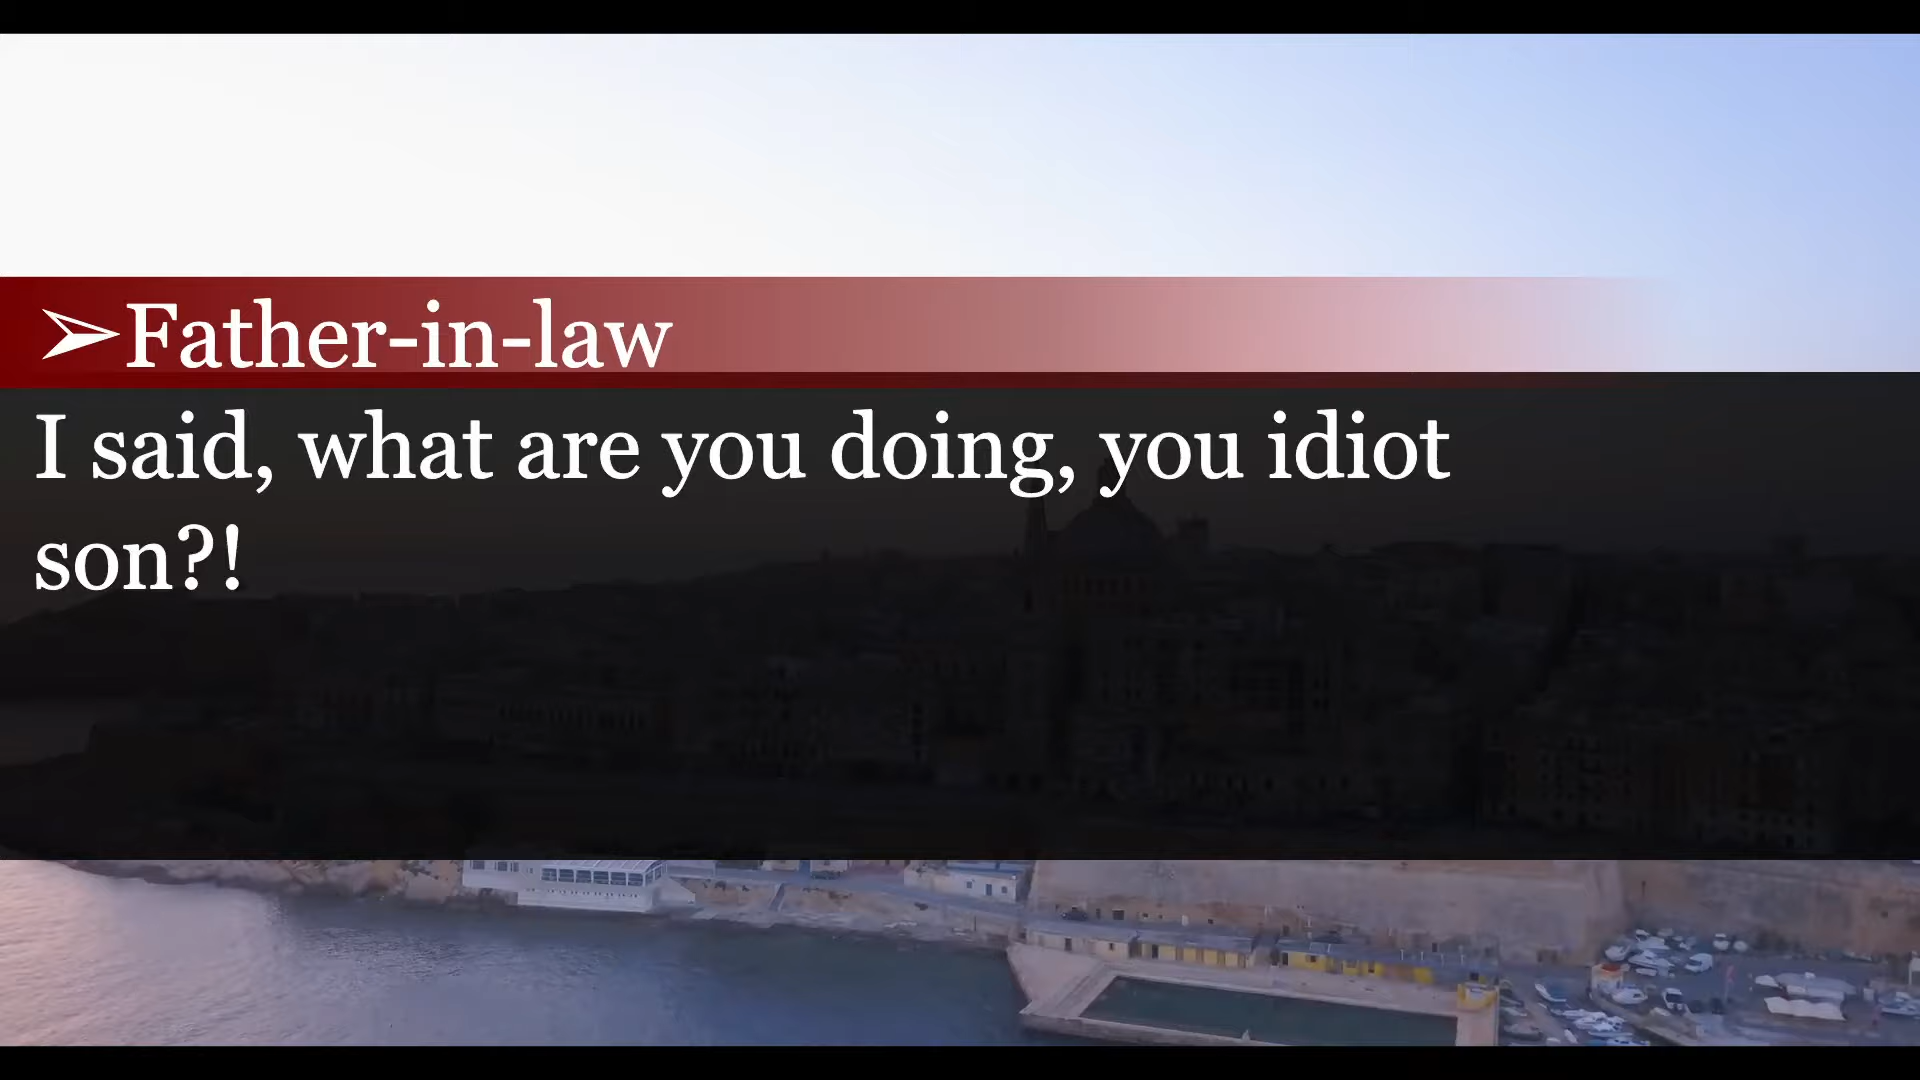 ➢Father-in-law
I said, what are you doing, you idiot
son?!